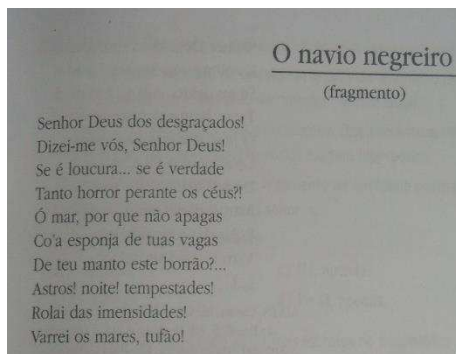 O navio negreiro
(fragmento)
Senhor Deus dos desgraçados!
Dizei-me vós, Senhor Deus!
Se é loucura... se é verdade
Tanto horror perante os céus?!
Ó mar, por que não apagas
Co'a esponja de tuas vagas
De teu manto este borrão?...
Astros! noite! tempestades!
Rolai das imensidades!
Varrei os mares, tufão!